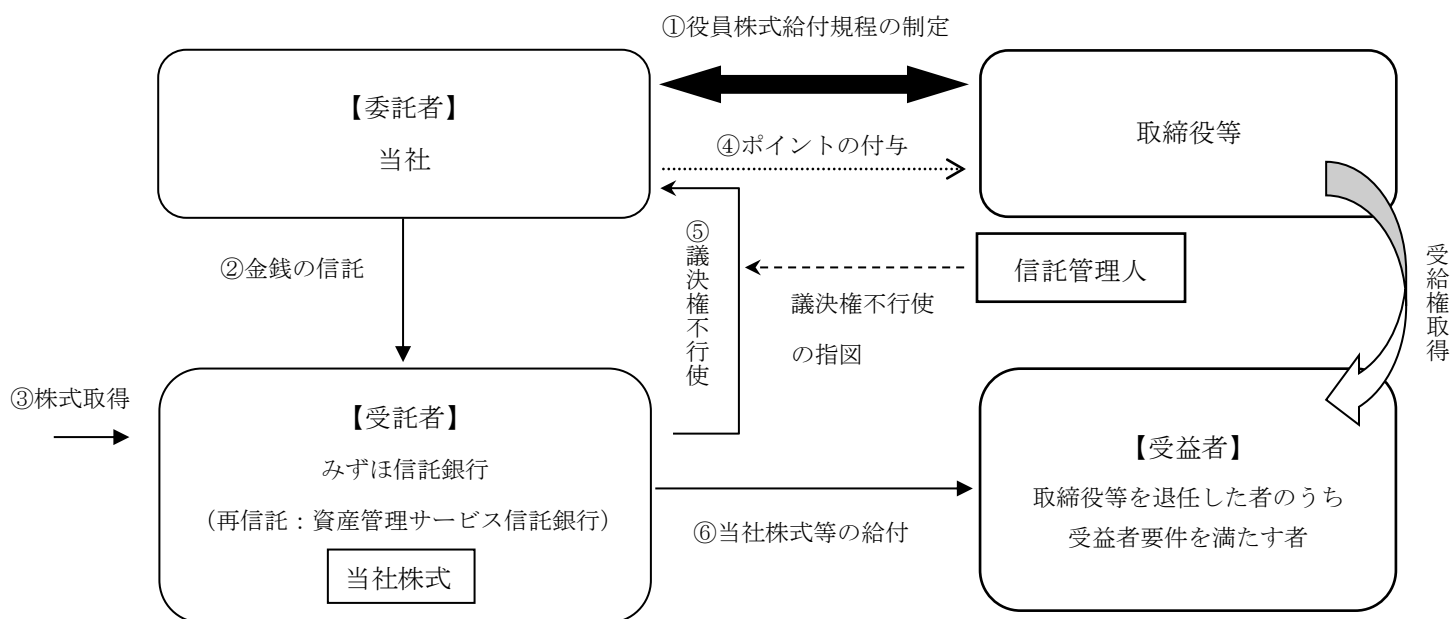 ①役員株式給付規程の制定
【委託者】
当社
取締役等
④ポイントの付与
②金銭の信託
⑤議決権不行使
信託管理人
議決権不行使
の指図
受給権取得
③株式取得
【受託者】
みずほ信託銀行
(再信託：資産管理サービス信託銀行)
当社株式
⑥当社株式等の給付
【受益者】
取締役等を退任した者のうち
受益者要件を満たす者